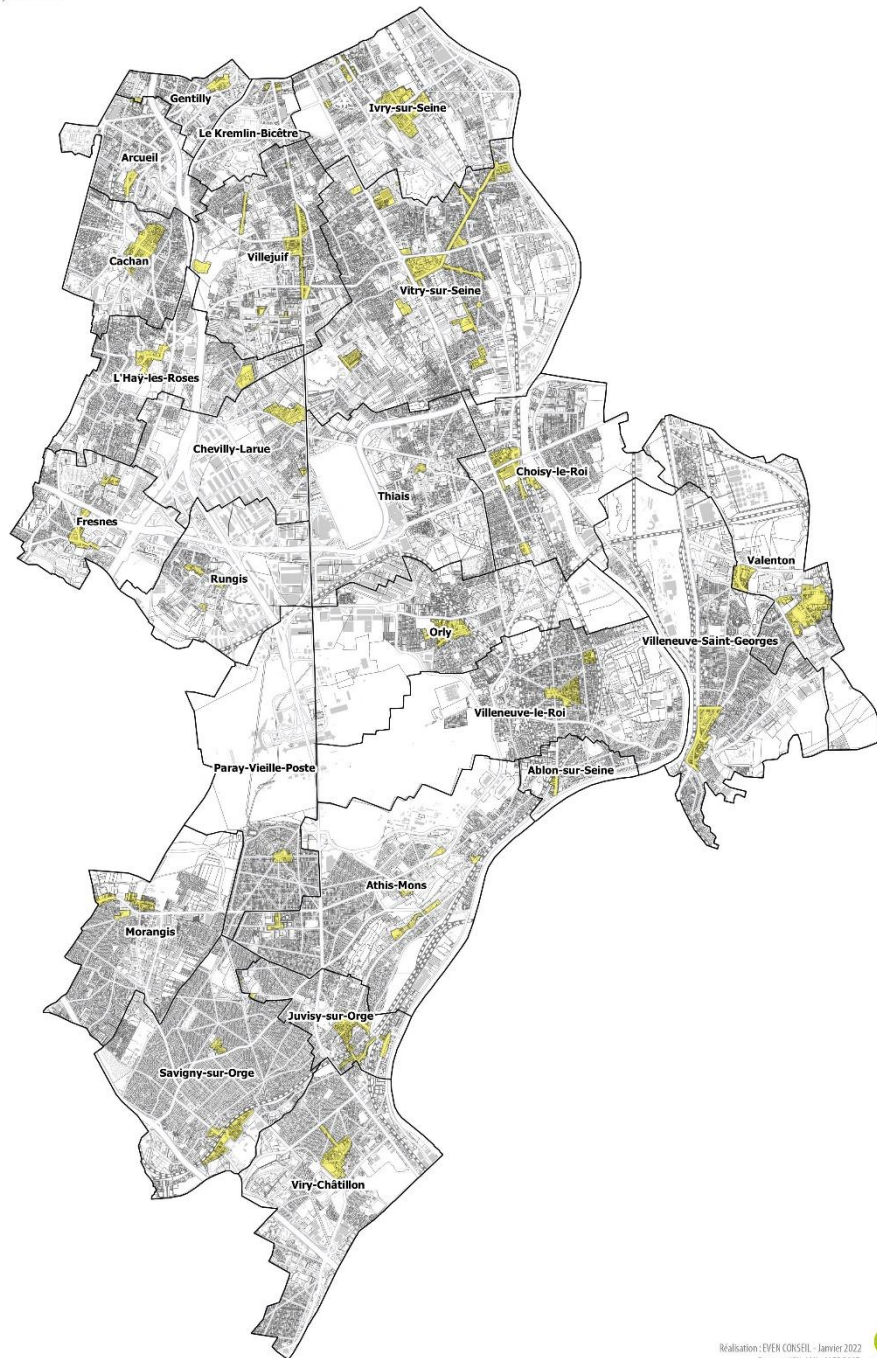 Gentilly
Ivry-sur-Seine
Le Kremlin-Bicêtre
Arcueil
Cachan
Villejuif
Vitry-sur-Seine
L'Haÿ-les-Roses
Chevilly-Larue
Choisy-le-Roi
Thiais
Fresnes
Rungis
Valenton
Orly
Villeneuve-Saint-Georges
Villeneuve-le-Roi
Paray-Vieille-Poste
Ablon-sur-Seine
Athis-Mons
Morangis
Juvisy-sur-Orge
Savigny-sur-Orge
Viry-Châtillon
Réalisation : EVEN CONSEIL - Janvier 2022